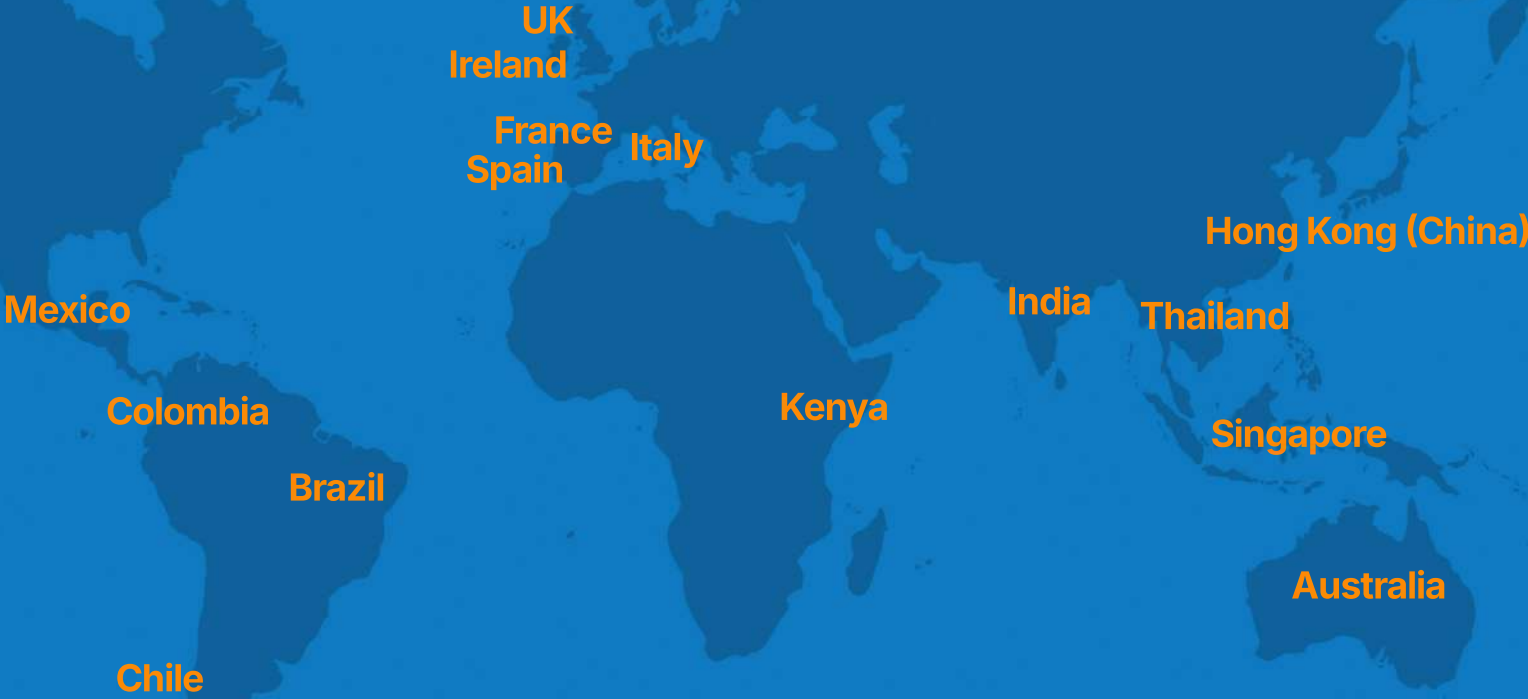 UK
Ireland
France
Italy
Spain
Hong Kong (China)
Mexico
India
Thailand
Colombia
Kenya
Singapore
Brazil
Australia
Chile